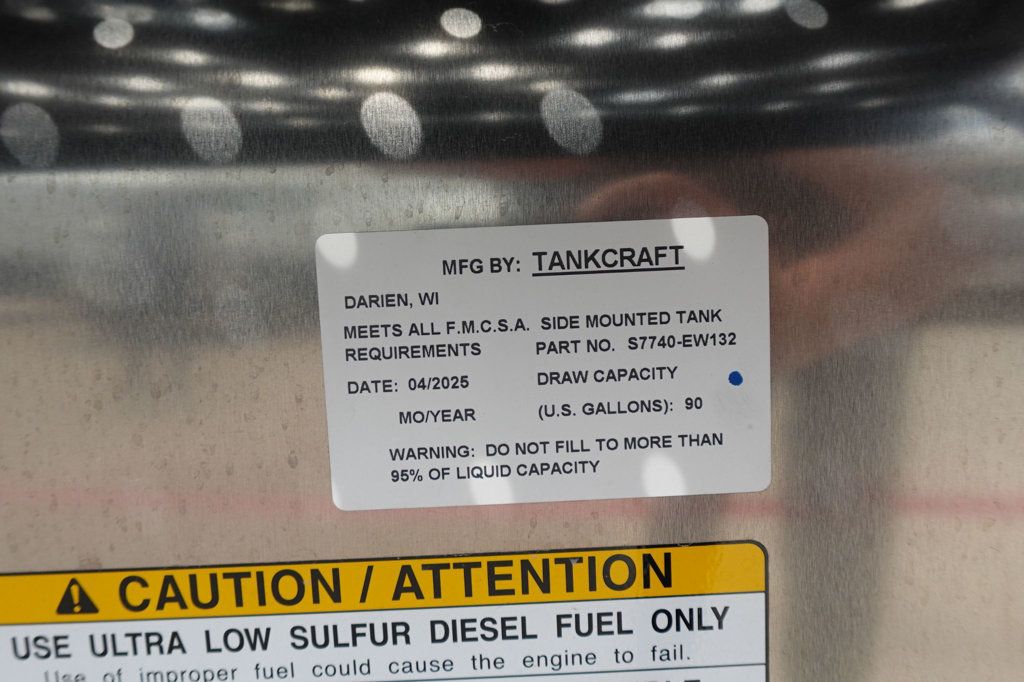 MFG BY: TANKCRAFT
DARIEN, WI
MEETS ALL F.M.C.S.A. SIDE MOUNTED TANK
REQUIREMENTS PART NO. S7740-EW132
DATE: 04/2025 DRAW CAPACITY
MO/YEAR (U.S. GALLONS): 90
WARNING: DO NOT FILL TO MORE THAN
95% OF LIQUID CAPACITY
CAUTION / ATTENTION
USE ULTRA LOW SULFUR DIESEL FUEL ONLY
Use of improper fuel could cause the engine to fail.